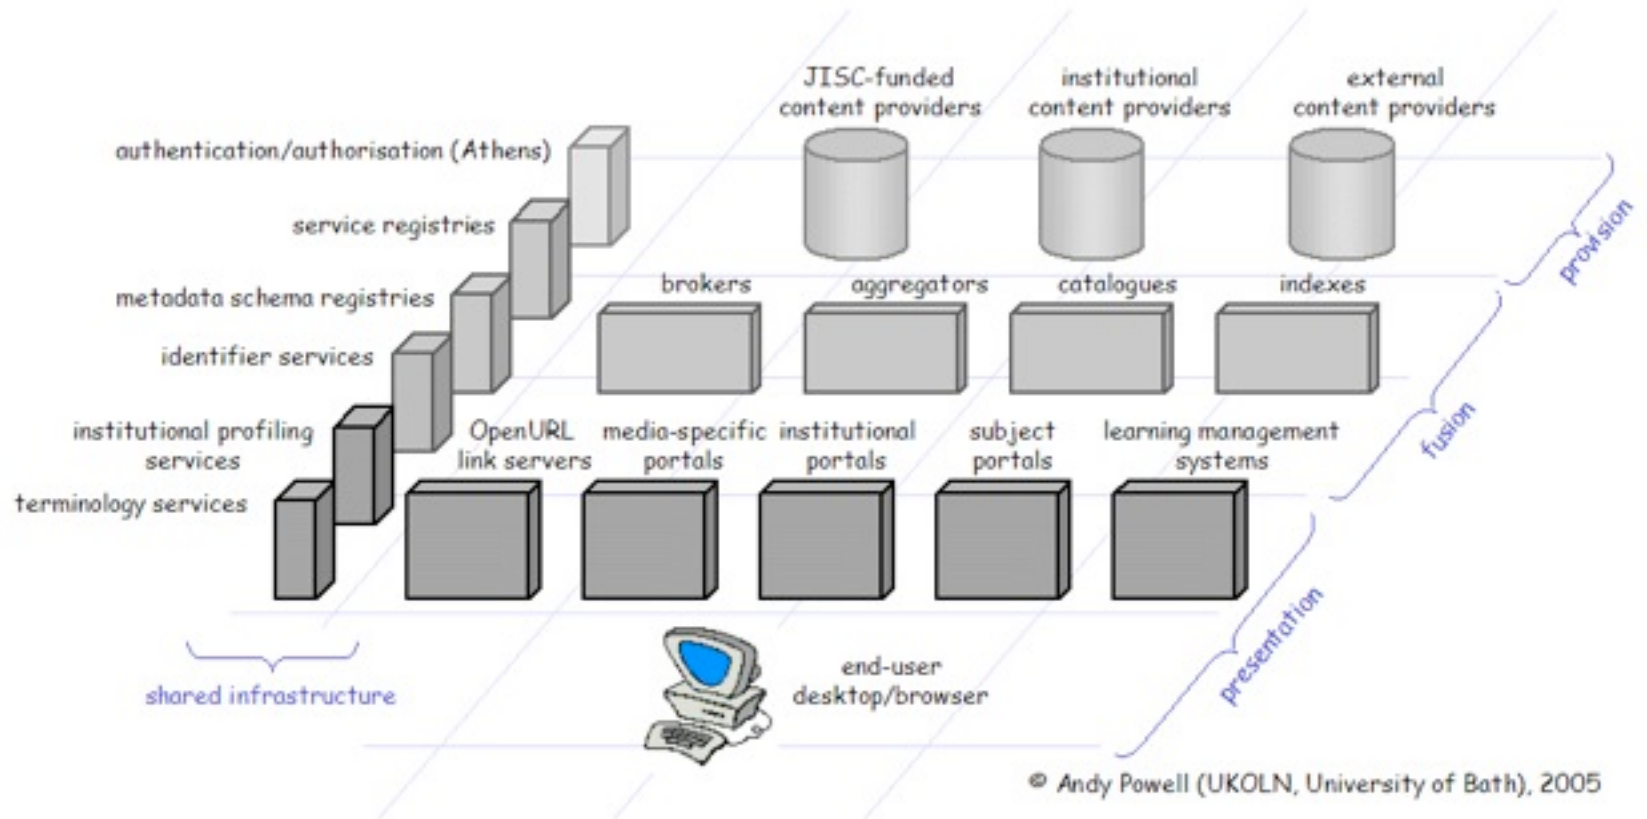 JISC-funded
content providers
institutional
content providers
external
content providers
authentication/authorisation (Athens)
service registries
provision
brokers
aggregators
catalogues
indexes
metadata schema registries
identifier services
fusion
institutional profiling
services
OpenURL
link servers
media-specific
portals
institutional
portals
subject
portals
learning management
systems
terminology services
presentation
shared infrastructure
end-user
desktop/browser
© Andy Powell (UKOLN, University of Bath), 2005